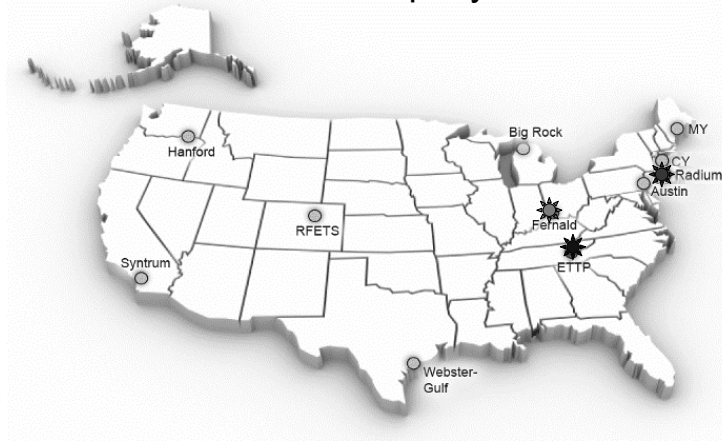 Big Rock
MY
Hanford
CY
Radium
Austin
Fernald
RFETS
Syntrum
ETTP
Webster-
Gulf